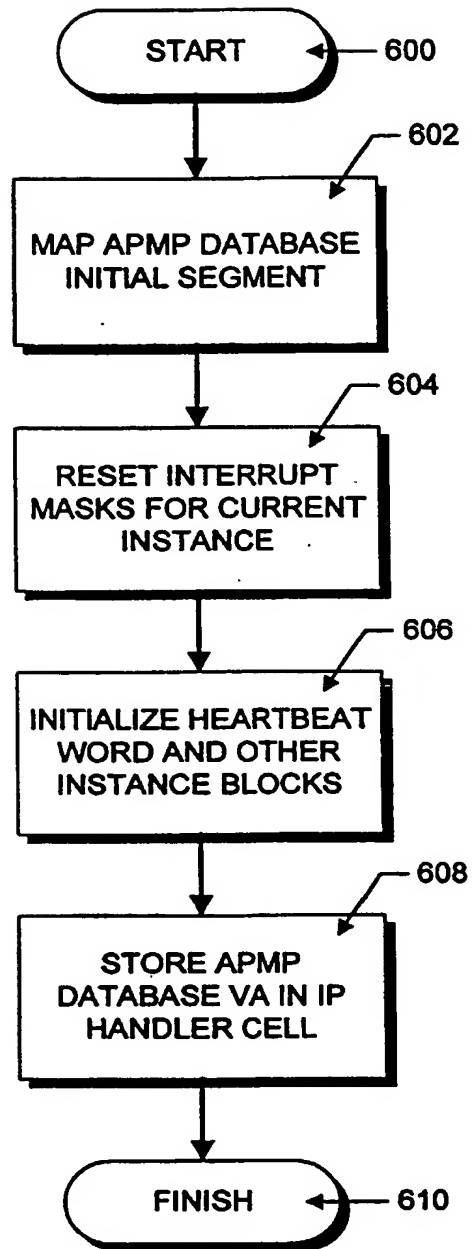 START
600
602
MAP APMP DATABASE
INITIAL SEGMENT
604
RESET INTERRUPT
MASKS FOR CURRENT
INSTANCE
606
INITIALIZE HEARTBEAT
WORD AND OTHER
INSTANCE BLOCKS
608
STORE APMP
DATABASE VA IN IP
HANDLER CELL
FINISH
610